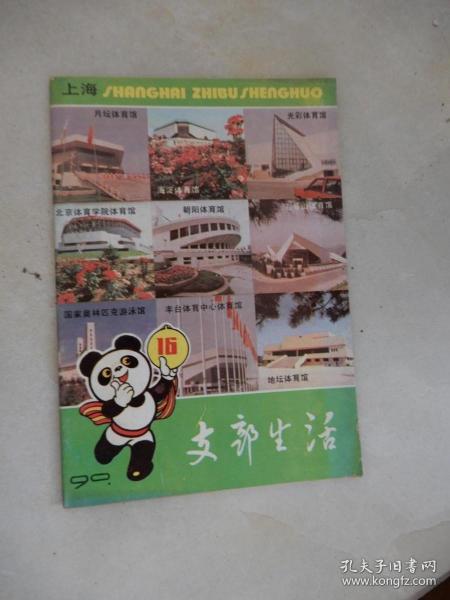 上海 SHANGHAI ZHIBU SHENGHUO
月坛体育馆
海淀体育馆
光彩体育馆
北京体育学院体育馆
朝阳体育馆
体育馆
国家奥林匹克游泳馆
丰台体育中心体育馆
地坛体育馆
16
支部生活
90.
孔夫子旧书网
www.kongfz.com